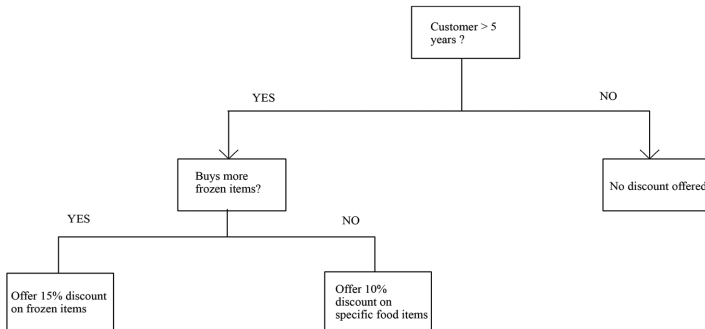 Customer > 5
years ?
YES
NO
Buys more
frozen items?
No discount offered
YES
NO
Offer 15% discount
on frozen items
Offer 10%
discount on
specific food items